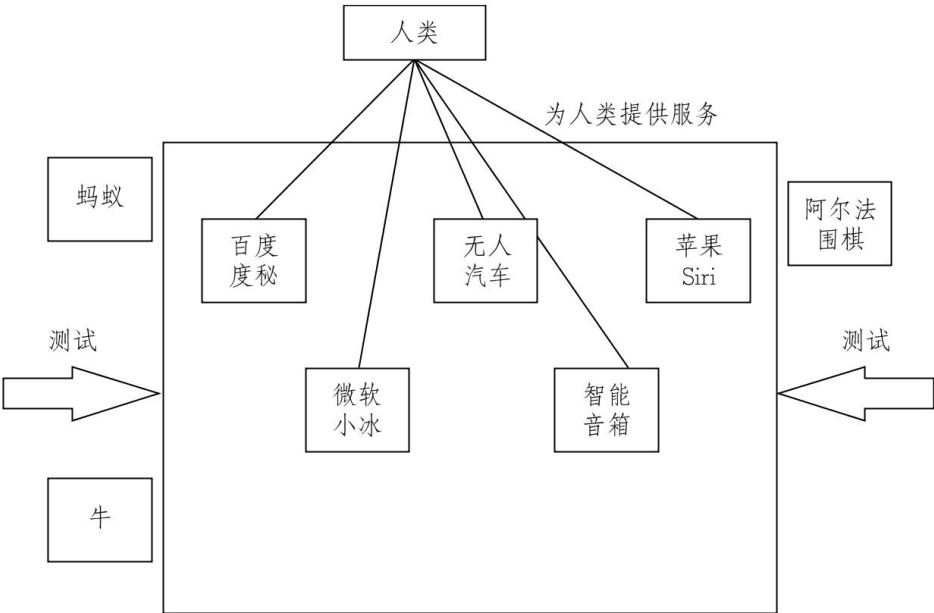 人类
为人类提供服务
蚂蚁
阿尔法
围棋
百度
度秘
无人
汽车
苹果
Siri
测试
测试
微软
小冰
智能
音箱
牛